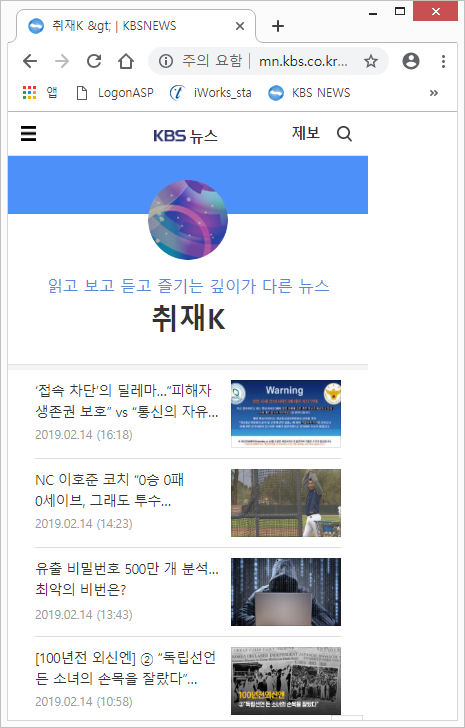 취재K &gt; | KBSNEWS
주의 요함 | mn.kbs.co.kr...
앱 LogonASP iWorks_sta KBS NEWS »
KBS 뉴스 제보
읽고 보고 듣고 즐기는 깊이가 다른 뉴스
취재K
‘접속 차단’의 딜레마…“피해자
생존권 보호” vs “통신의 자유...
2019.02.14 (16:18)
Warning
NC 이호준 코치 “0승 0패
0세이브, 그래도 투수...
2019.02.14 (14:23)
유출 비밀번호 500만 개 분석…
최악의 비번은?
2019.02.14 (13:43)
[100년전 외신엔] ② “독립선언
든 소녀의 손목을 잘랐다”...
2019.02.14 (10:58)
KOREANS DECLARE INDEPENDENCE
100년전 외신엔
②“독립선언 든 소녀의 손목을 잘랐다”